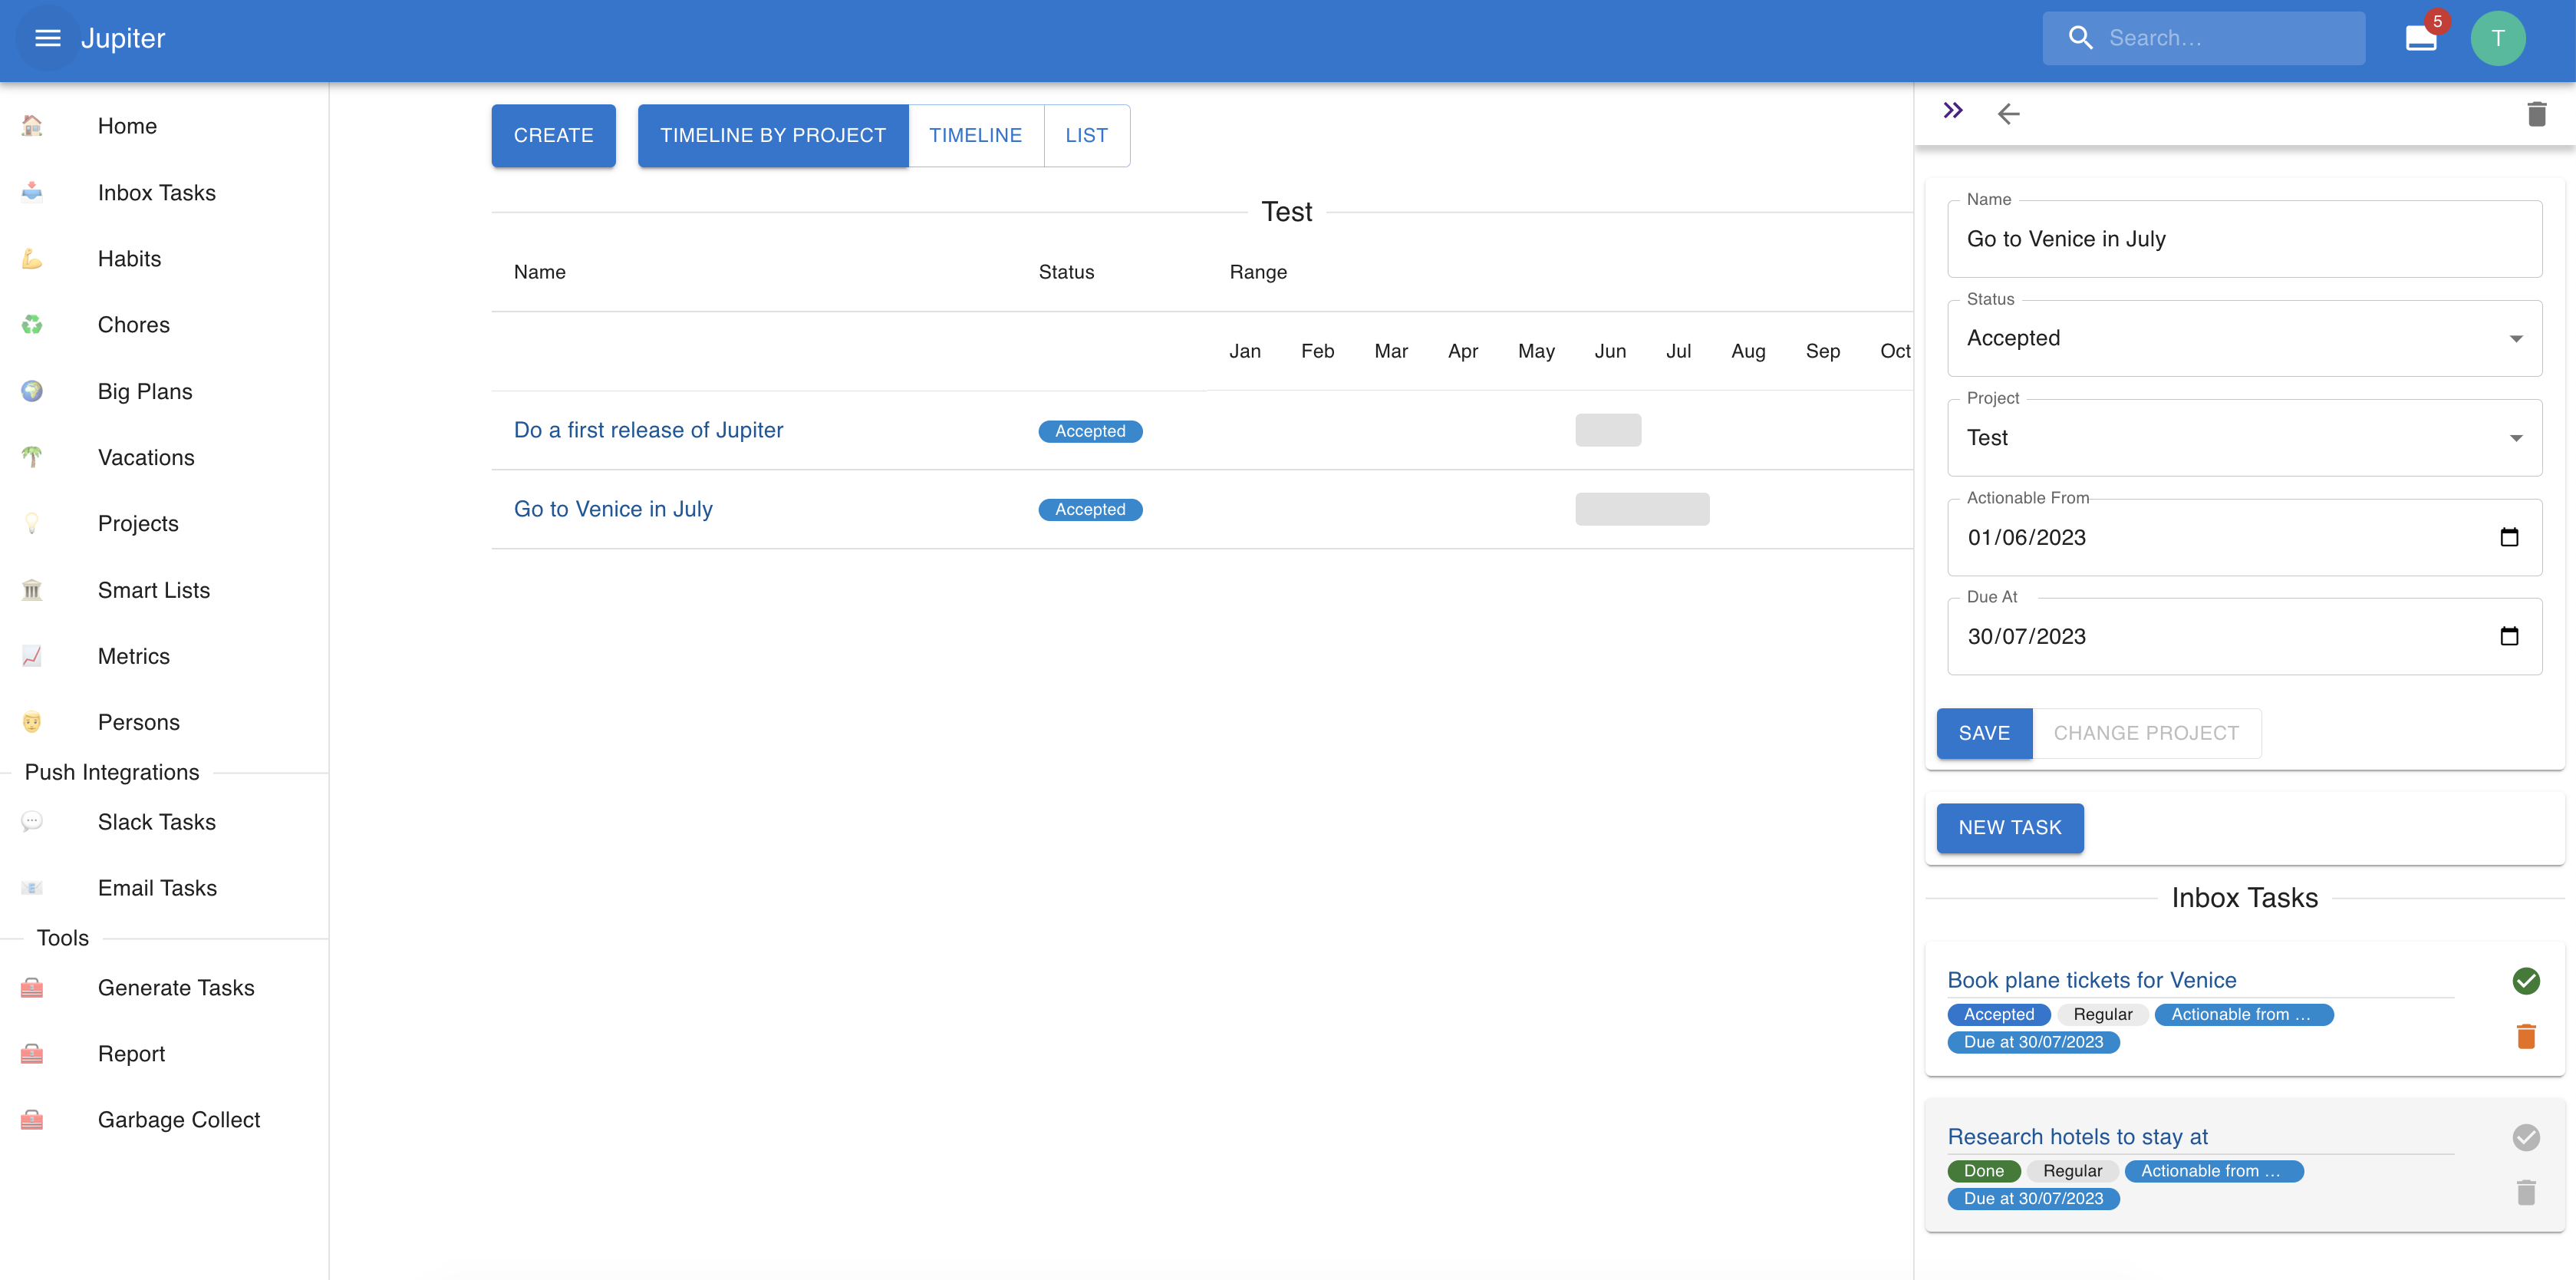 Jupiter
Search...
5
T
Home
Inbox Tasks
Habits
Chores
Big Plans
Vacations
Projects
Smart Lists
Metrics
Persons
Push Integrations
Slack Tasks
Email Tasks
Tools
Generate Tasks
Report
Garbage Collect
CREATE
TIMELINE BY PROJECT
TIMELINE
LIST
Test
Name Status Range
Jan Feb Mar Apr May Jun Jul Aug Sep Oct
Do a first release of Jupiter Accepted
Go to Venice in July Accepted
Name
Go to Venice in July
Status
Accepted
Project
Test
Actionable From
01/06/2023
Due At
30/07/2023
SAVE
CHANGE PROJECT
NEW TASK
Inbox Tasks
Book plane tickets for Venice
Accepted Regular Actionable from ...
Due at 30/07/2023
Research hotels to stay at
Done Regular Actionable from ...
Due at 30/07/2023